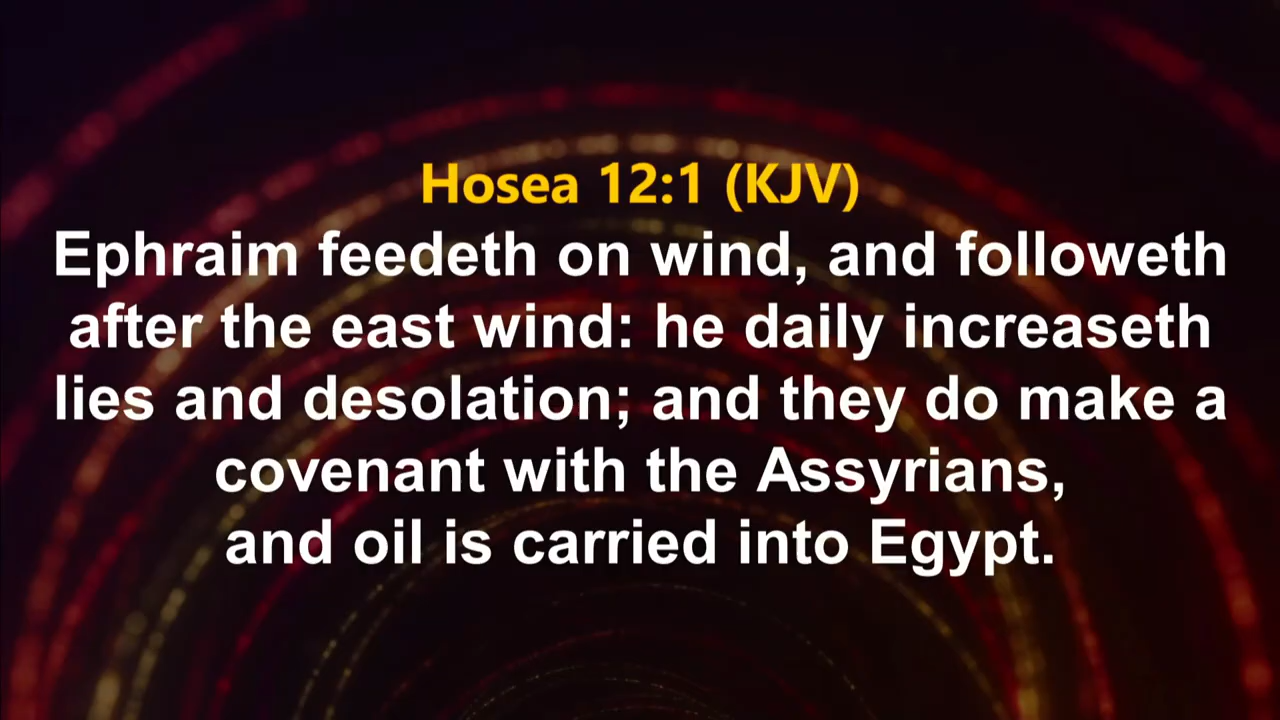 Hosea 12:1 (KJV)
Ephraim feedeth on wind, and followeth
after the east wind: he daily increaseth
lies and desolation; and they do make a
covenant with the Assyrians,
and oil is carried into Egypt.